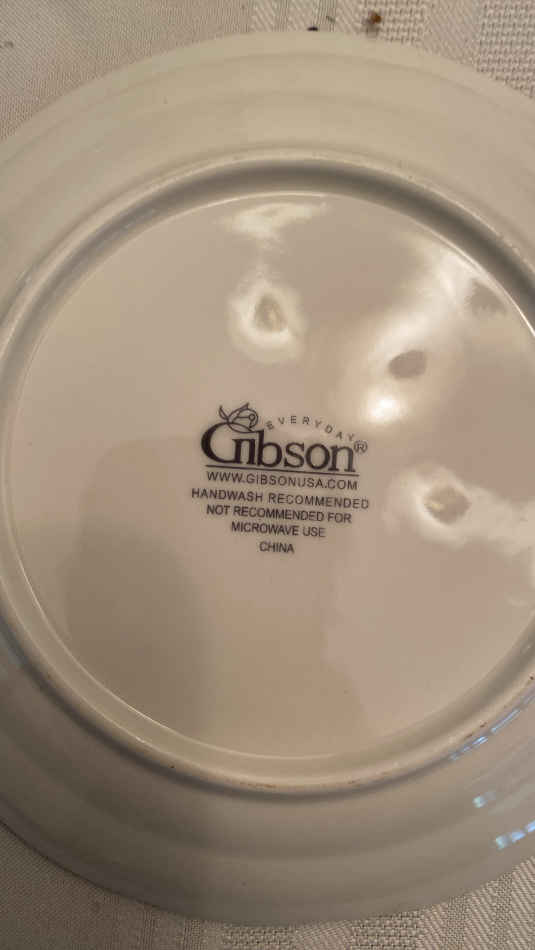 EVERYDAY
Gibson®
WWW.GIBSONUSA.COM
HANDWASH RECOMMENDED
NOT RECOMMENDED FOR
MICROWAVE USE
CHINA